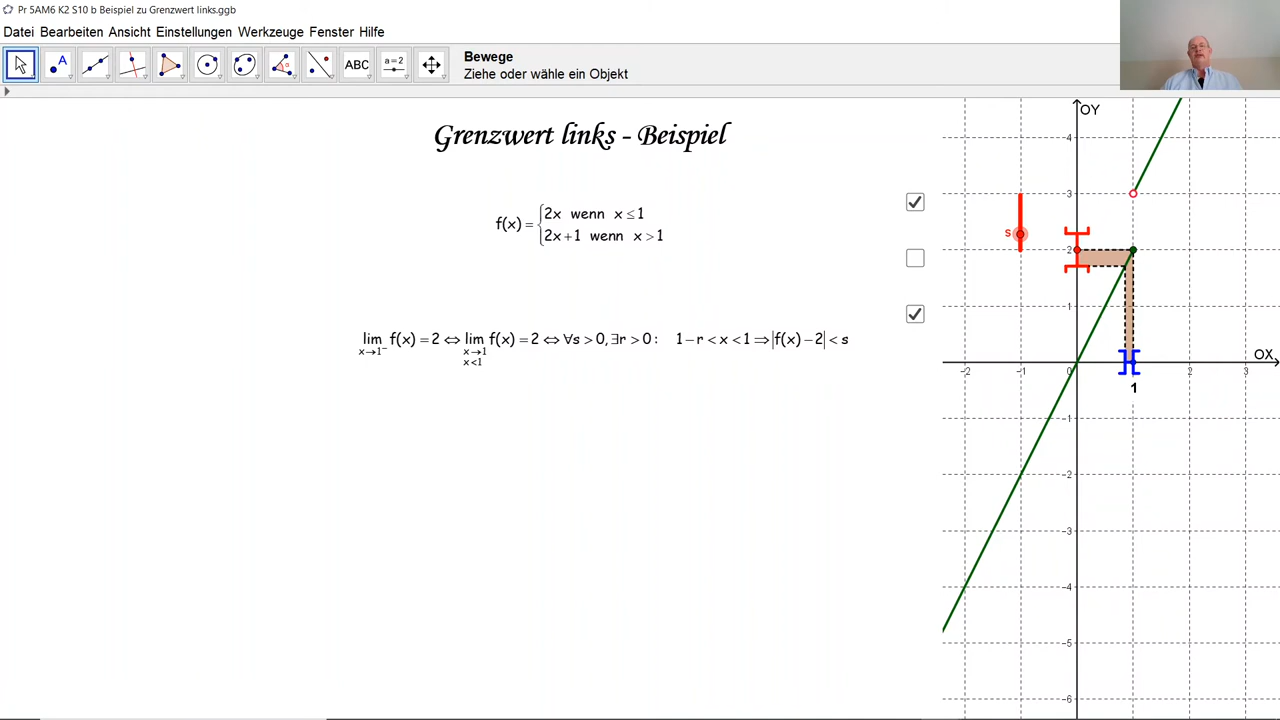 Pr 5AM6 K2 S10 b Beispiel zu Grenzwert links.ggb
Datei Bearbeiten Ansicht Einstellungen Werkzeuge Fenster Hilfe
A
ABC
a=2
Bewege
Ziehe oder wähle ein Objekt
Grenzwert links - Beispiel
f(x) = { 2x wenn x ≤ 1
2x+1 wenn x > 1
lim f(x) = 2 ⇔ lim f(x) = 2 ⇔ ∀s > 0, ∃r > 0 : 1 − r < x < 1 ⇒ |f(x) − 2| < s
x→1⁻ x→1
x<1
OY
4
3
s
2
1
OX
-2 -1 0 2 3
1
-1
-2
-3
-4
-5
-6